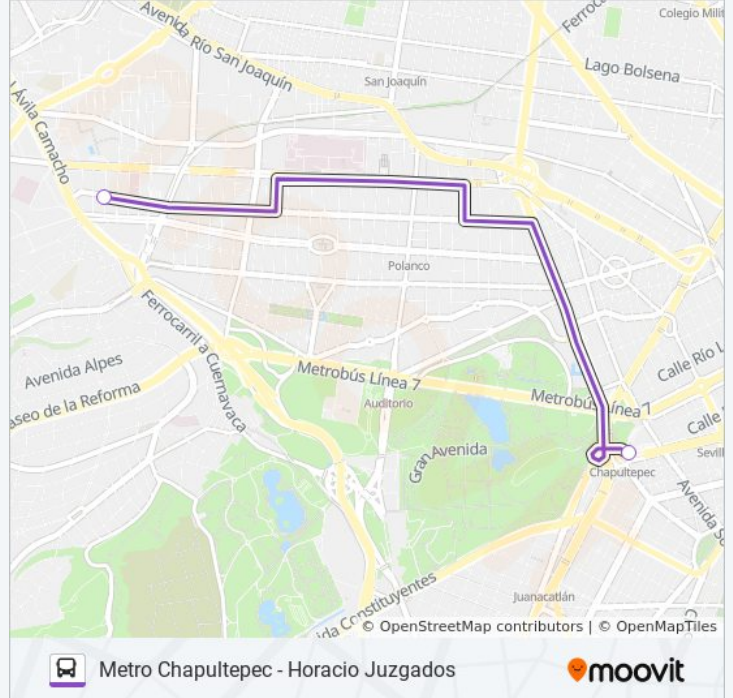 Avenida Río San Joaquín
Ferroc
Colegio Milit
Lago Bolsena
San Joaquín
l Ávila Camacho
Polanco
Ferrocarril a Cuernavaca
Avenida Alpes
aseo de la Reforma
Metrobús Línea 7
Auditorio
Metrobús Línea 7
Calle Río L
Calle
Gran Avenida
Sevill
Chapultepec
Avenida
Juanacatlán
ida Constituyentes
© OpenStreetMap contributors | © OpenMapTiles
Metro Chapultepec - Horacio Juzgados
moovit